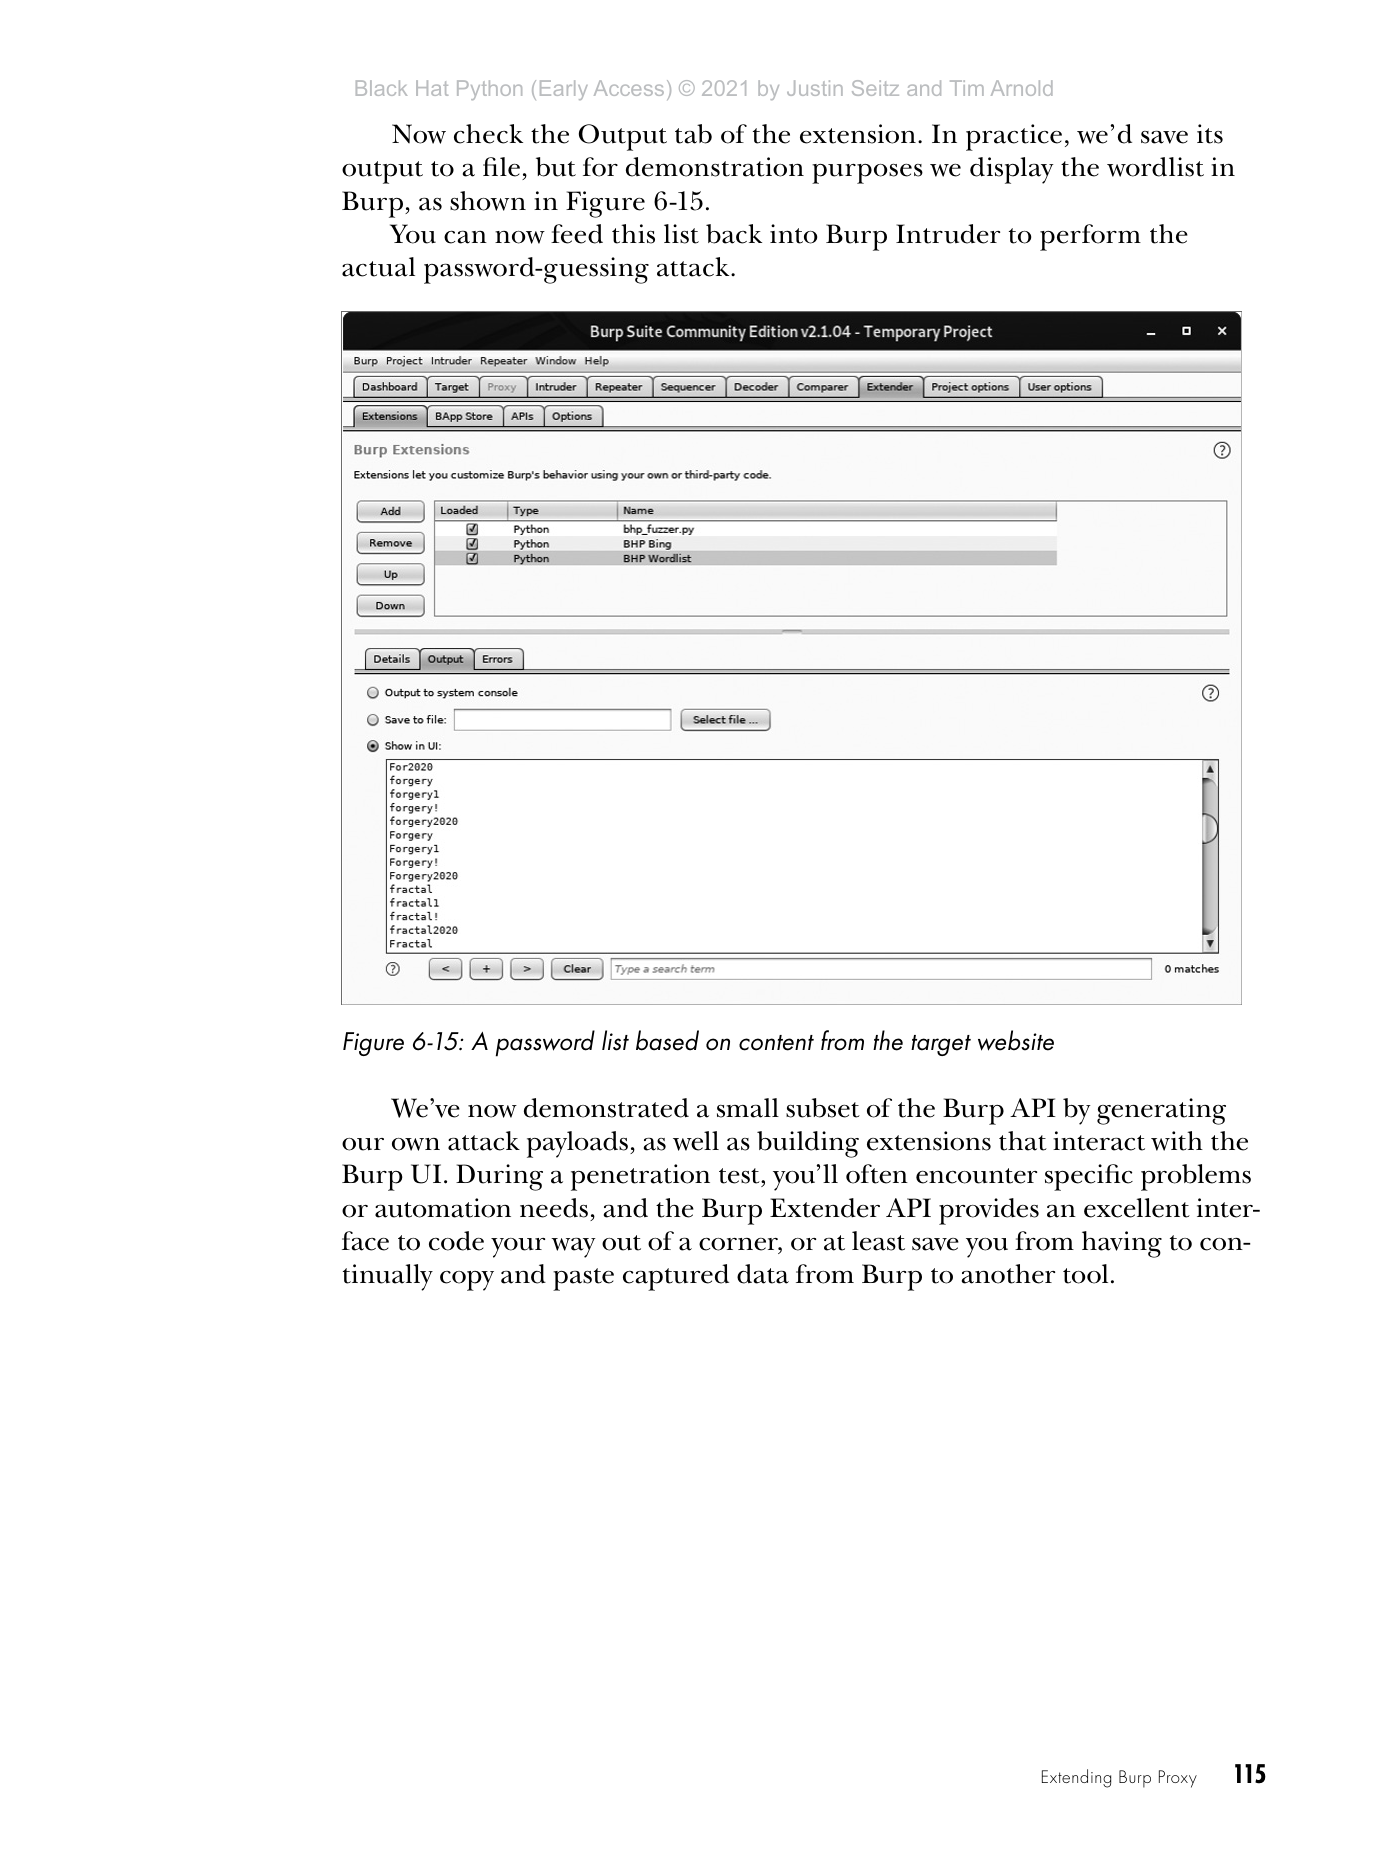 Black Hat Python (Early Access) © 2021 by Justin Seitz and Tim Arnold
Now check the Output tab of the extension. In practice, we’d save its
output to a file, but for demonstration purposes we display the wordlist in
Burp, as shown in Figure 6-15.
You can now feed this list back into Burp Intruder to perform the
actual password-guessing attack.
Burp Suite Community Edition v2.1.04 - Temporary Project
Burp Project Intruder Repeater Window Help
Dashboard Target Proxy Intruder Repeater Sequencer Decoder Comparer Extender Project options User options
Extensions BApp Store APIs Options
Burp Extensions
Extensions let you customize Burp's behavior using your own or third-party code.
Add Loaded Type Name
Python bhp_fuzzer.py
Remove Python BHP Bing
Python BHP Wordlist
Up
Down
Details Output Errors
Output to system console
Save to file: Select file ...
Show in UI:
For2020
forgery
forgery1
forgery!
forgery2020
Forgery
Forgery1
Forgery!
Forgery2020
fractal
fractal1
fractal!
fractal2020
Fractal
? < + > Clear Type a search term 0 matches
Figure 6-15: A password list based on content from the target website
We’ve now demonstrated a small subset of the Burp API by generating
our own attack payloads, as well as building extensions that interact with the
Burp UI. During a penetration test, you’ll often encounter specific problems
or automation needs, and the Burp Extender API provides an excellent inter-
face to code your way out of a corner, or at least save you from having to con-
tinually copy and paste captured data from Burp to another tool.
Extending Burp Proxy 115